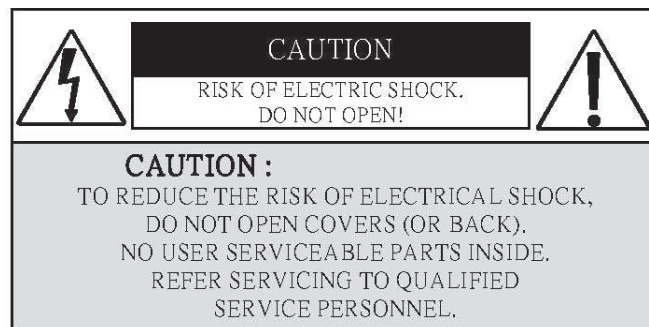 CAUTION
RISK OF ELECTRIC SHOCK.
DO NOT OPEN!
CAUTION :
TO REDUCE THE RISK OF ELECTRICAL SHOCK,
DO NOT OPEN COVERS (OR BACK).
NO USER SERVICEABLE PARTS INSIDE.
REFER SERVICING TO QUALIFIED
SERVICE PERSONNEL.